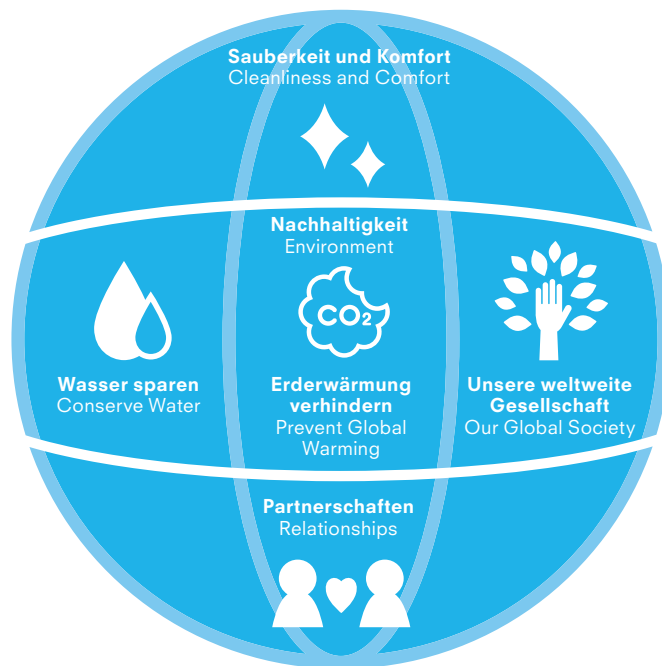 Sauberkeit und Komfort
Cleanliness and Comfort
Nachhaltigkeit
Environment
CO₂
Wasser sparen
Conserve Water
Erderwärmung
verhindern
Prevent Global
Warming
Unsere weltweite
Gesellschaft
Our Global Society
Partnerschaften
Relationships